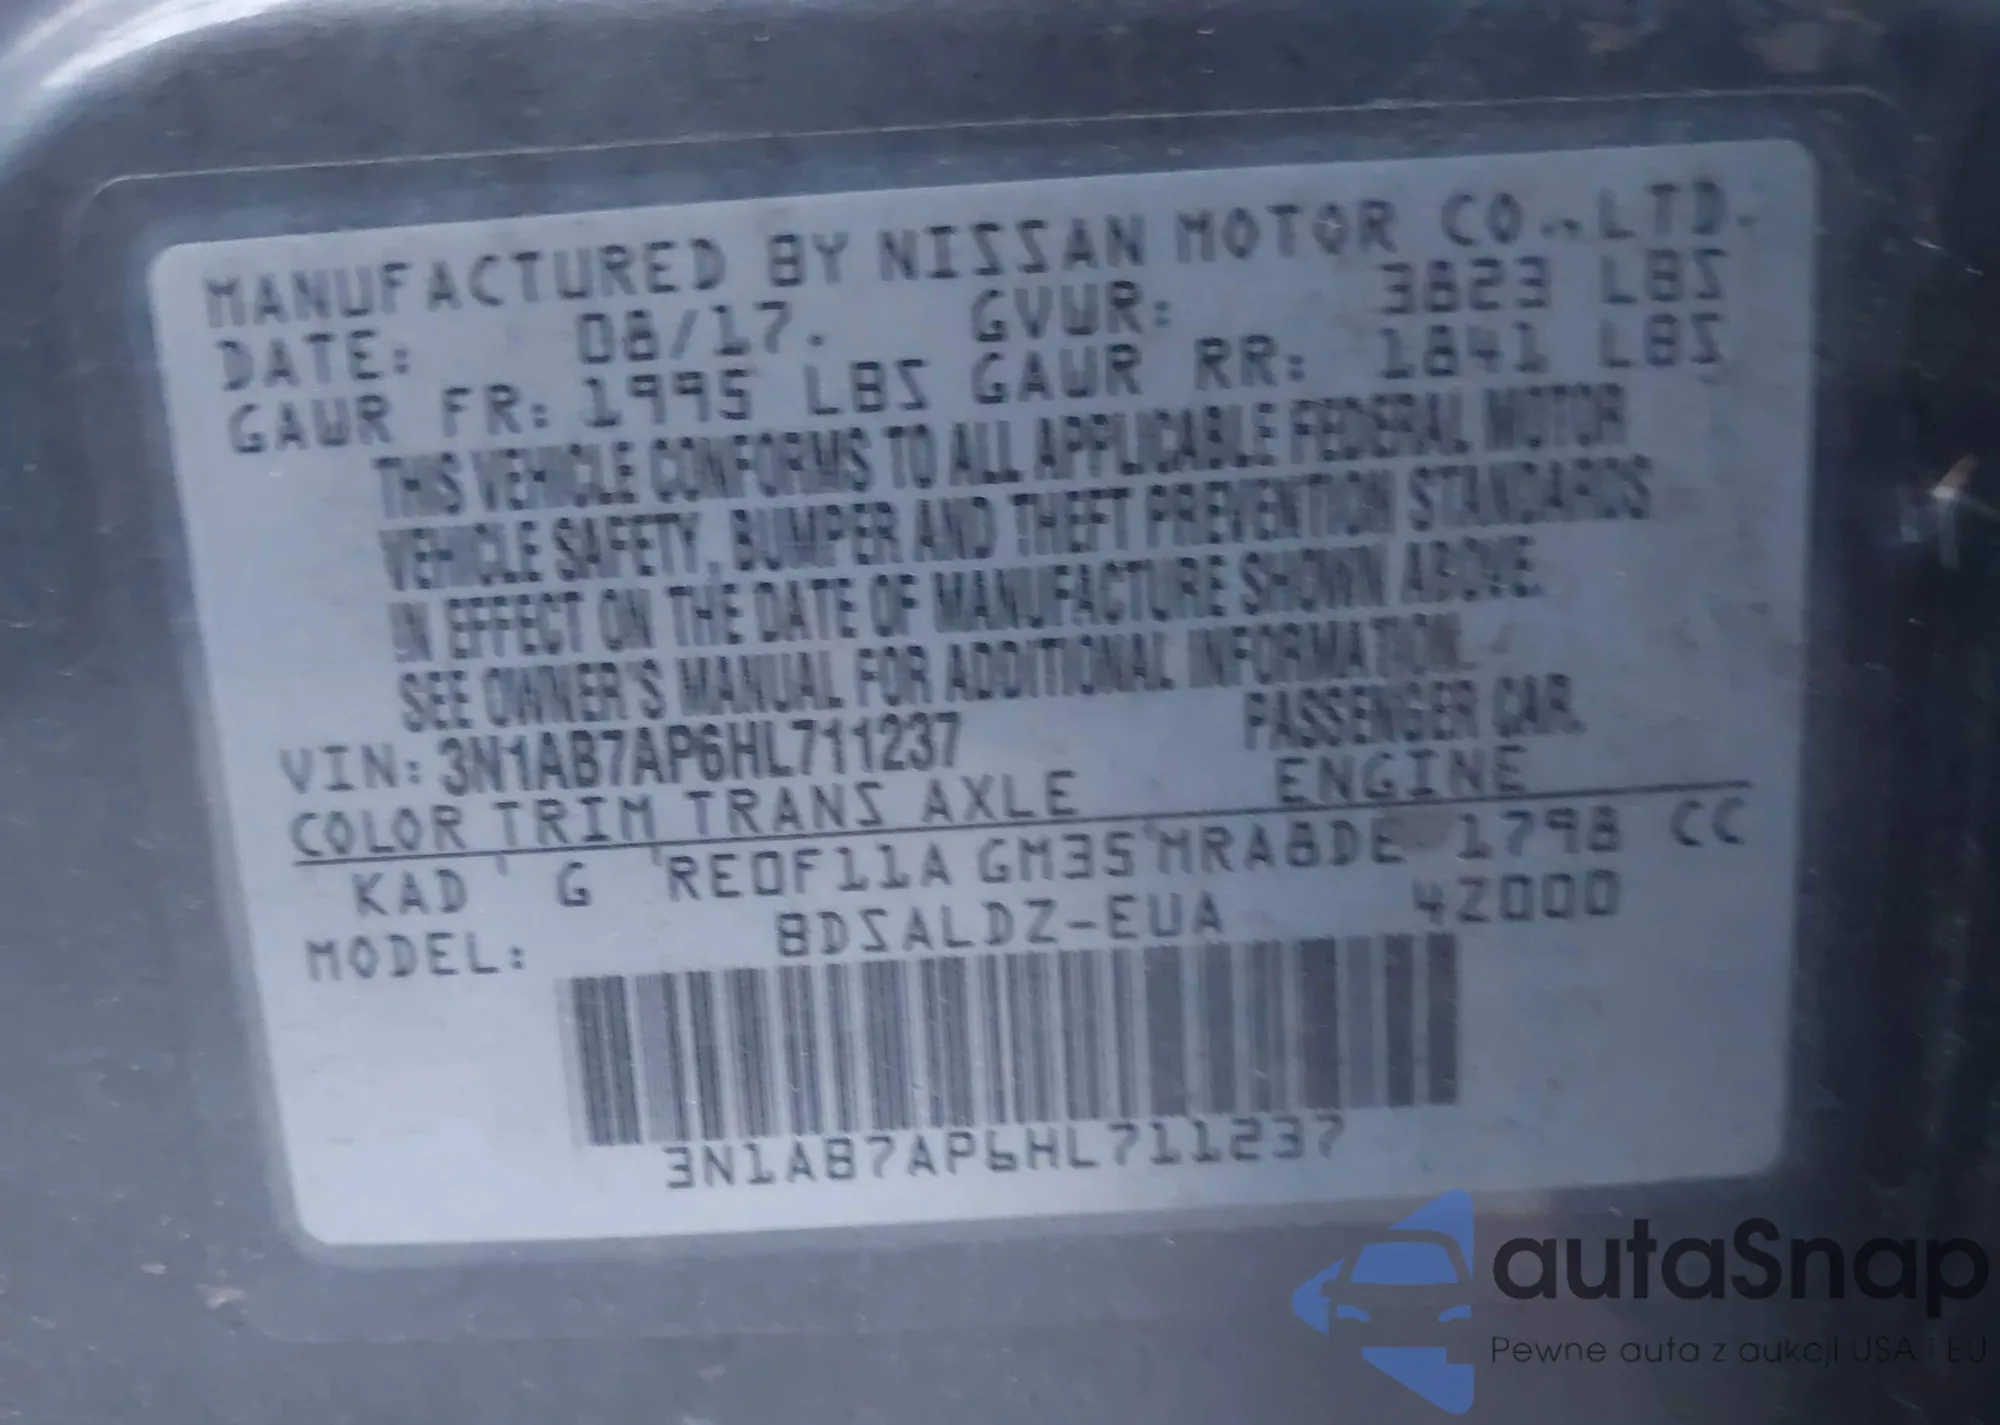 MANUFACTURED BY NISSAN MOTOR CO.,LTD.
DATE: 08/17. GVWR: 3823 LBS
GAWR FR: 1995 LBS GAWR RR: 1841 LBS
THIS VEHICLE CONFORMS TO ALL APPLICABLE FEDERAL MOTOR
VEHICLE SAFETY, BUMPER AND THEFT PREVENTION STANDARDS
IN EFFECT ON THE DATE OF MANUFACTURE SHOWN ABOVE.
SEE OWNER'S MANUAL FOR ADDITIONAL INFORMATION.
VIN: 3N1AB7AP6HL711237 PASSENGER CAR.
COLOR TRIM TRANS AXLE ENGINE
KAD G RE0F11A GM35 MRA8DE 1798 CC
MODEL: BDSALDZ-EUA 4Z000
3N1AB7AP6HL711237
autaSnap
Pewne auta z aukcji USA i EU